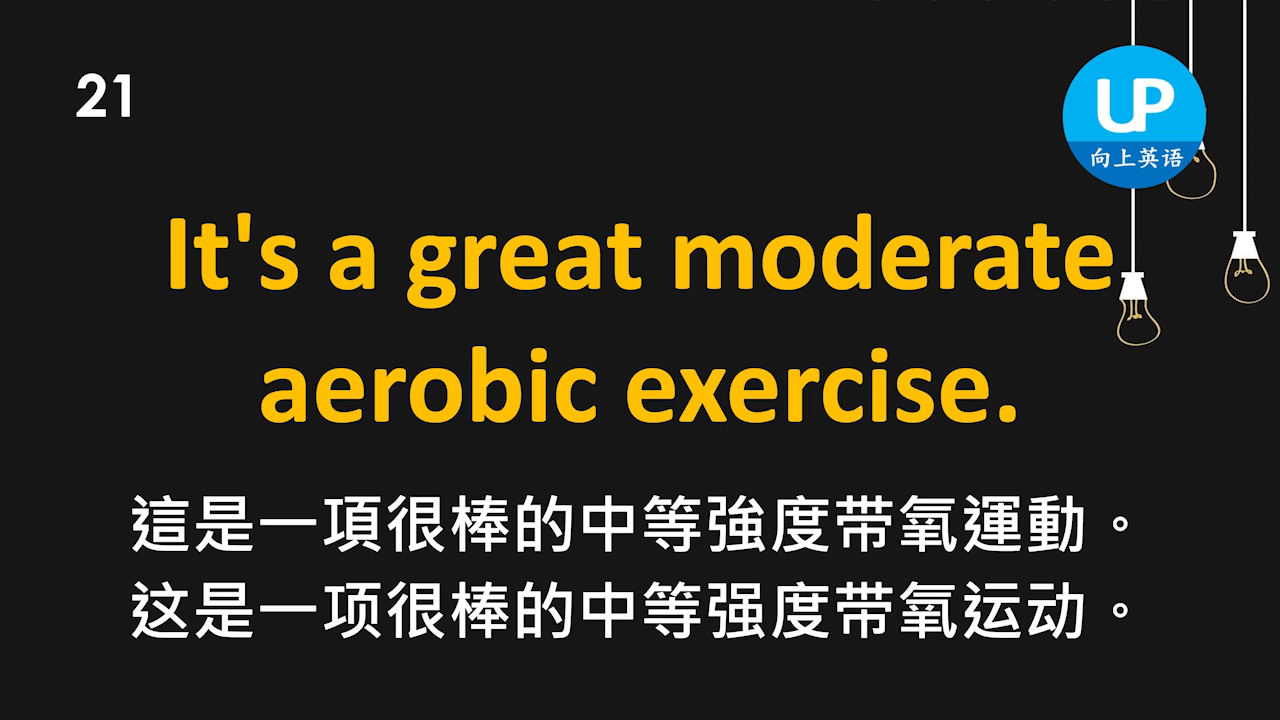 21
UP
向上英语
It's a great moderate
aerobic exercise.
這是一項很棒的中等強度带氧運動。
这是一项很棒的中等强度带氧运动。